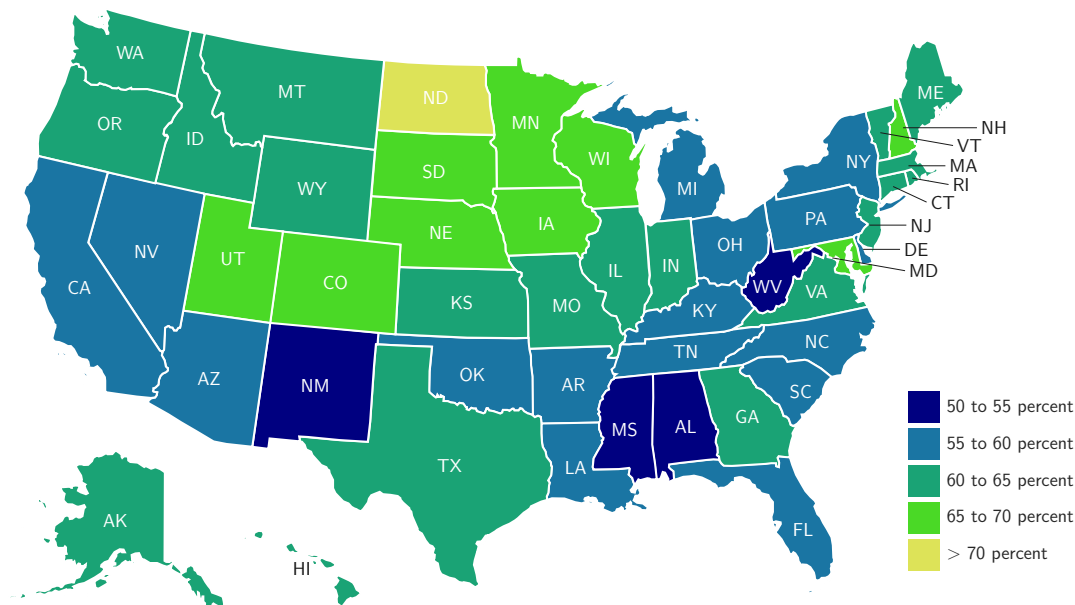 WA
MT
ND
ME
OR
ID
MN
NH
VT
WI
NY
MA
SD
RI
WY
MI
CT
PA
IA
NE
NJ
OH
NV
DE
UT
IL
IN
MD
CO
CA
WV
VA
KS
MO
KY
NC
TN
OK
AZ
NM
AR
SC
50 to 55 percent
GA
MS
AL
55 to 60 percent
TX
LA
60 to 65 percent
65 to 70 percent
AK
FL
> 70 percent
HI